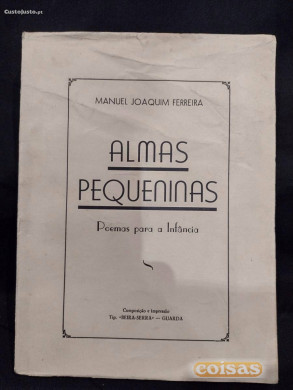 CustoJusto.pt
MANUEL JOAQUIM FERREIRA
ALMAS
PEQUENINAS
Poemas para a Infância
Composição e impressão
Tip. «BEIRA-SERRA» — GUARDA
coisas